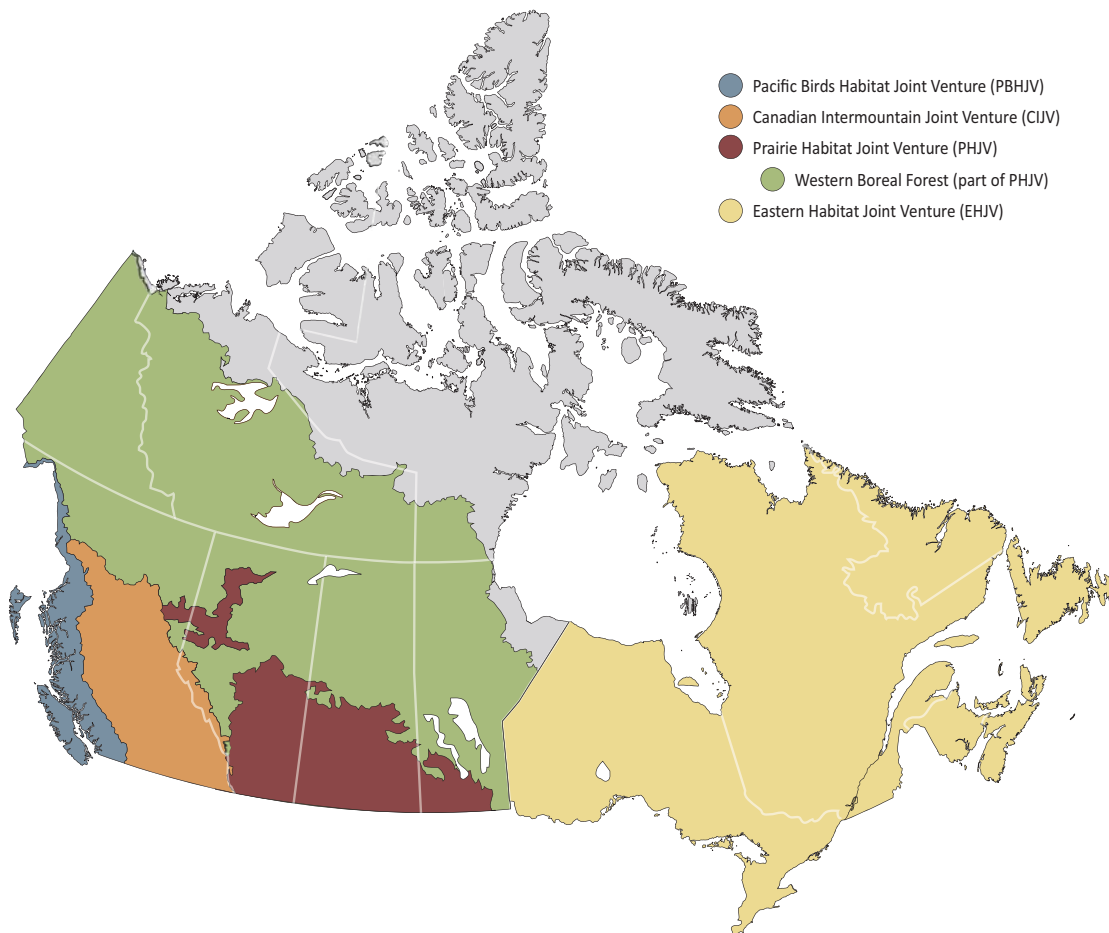 Pacific Birds Habitat Joint Venture (PBHJV)
Canadian Intermountain Joint Venture (CIJV)
Prairie Habitat Joint Venture (PHJV)
Western Boreal Forest (part of PHJV)
Eastern Habitat Joint Venture (EHJV)